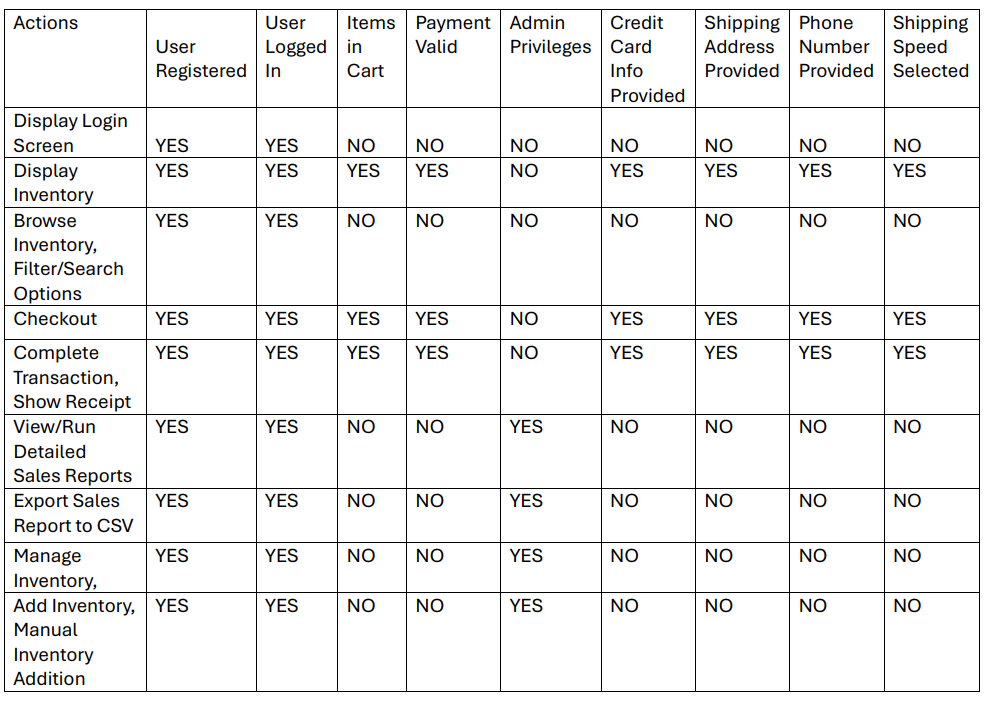 Actions User Registered User Logged In Items in Cart Payment Valid Admin Privileges Credit Card Info Provided Shipping Address Provided Phone Number Provided Shipping Speed Selected
Display Login Screen YES YES NO NO NO NO NO NO NO
Display Inventory YES YES YES YES NO YES YES YES YES
Browse Inventory, Filter/Search Options YES YES NO NO NO NO NO NO NO
Checkout YES YES YES YES NO YES YES YES YES
Complete Transaction, Show Receipt YES YES YES YES NO YES YES YES YES
View/Run Detailed Sales Reports YES YES NO NO YES NO NO NO NO
Export Sales Report to CSV YES YES NO NO YES NO NO NO NO
Manage Inventory, YES YES NO NO YES NO NO NO NO
Add Inventory, Manual Inventory Addition YES YES NO NO YES NO NO NO NO